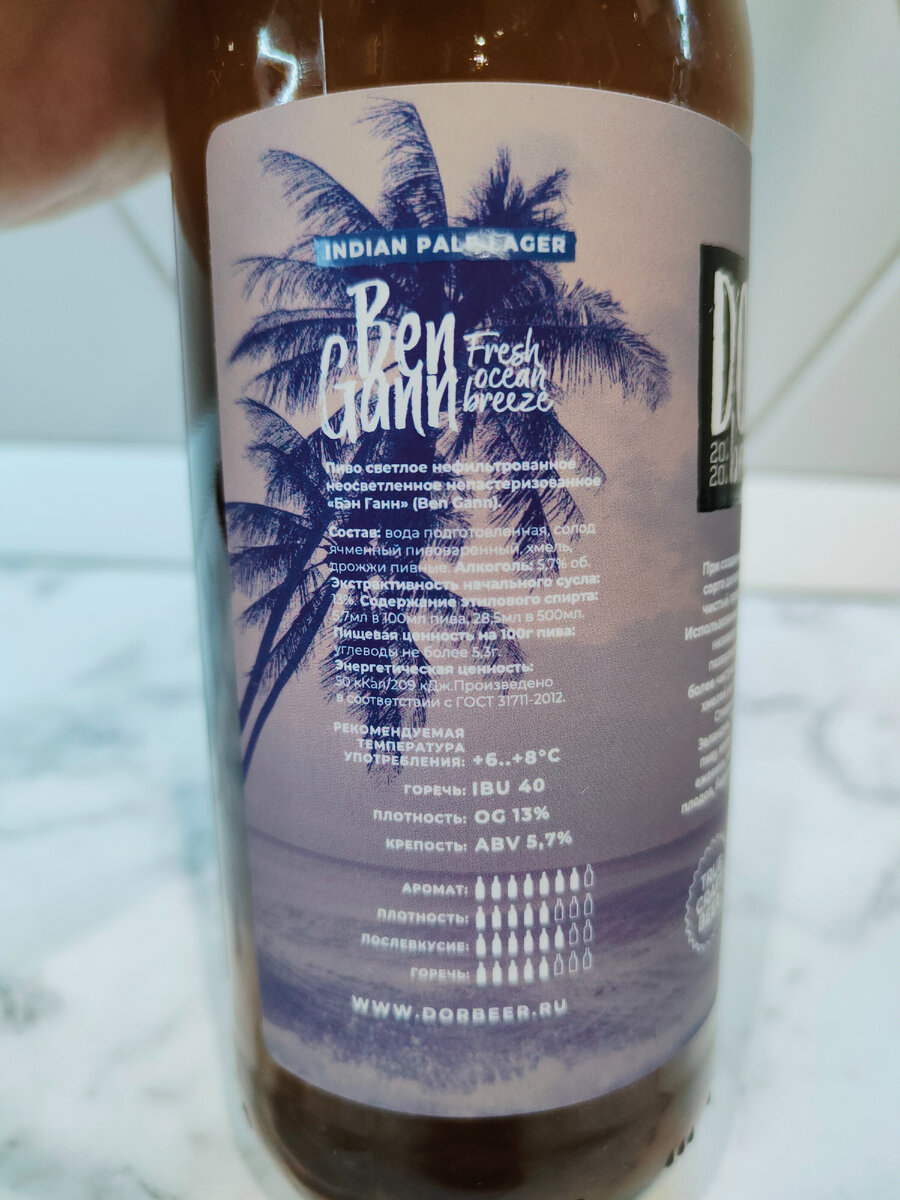 INDIAN PALE LAGER
Ben
Gann
Fresh
ocean
breeze
Пиво светлое нефильтрованное
неосветленное непастеризованное
«Бэн Ганн» (Ben Gann).
Состав: вода подготовленная, солод
ячменный пивоваренный, хмель,
дрожжи пивные. Алкоголь: 5,7% об.
Экстрактивность начального сусла:
13%. Содержание этилового спирта:
5,7мл в 100мл пива, 28,5мл в 500мл.
Пищевая ценность на 100г пива:
углеводы не более 5,3г.
Энергетическая ценность:
50 кКал/209 кДж.Произведено
в соответствии с ГОСТ 31711-2012.
РЕКОМЕНДУЕМАЯ
ТЕМПЕРАТУРА
УПОТРЕБЛЕНИЯ: +6..+8°C
ГОРЕЧЬ: IBU 40
ПЛОТНОСТЬ: OG 13%
КРЕПОСТЬ: ABV 5,7%
АРОМАТ:
ПЛОТНОСТЬ:
ПОСЛЕВКУСИЕ:
ГОРЕЧЬ:
WWW.DORBEER.RU
При
сорта